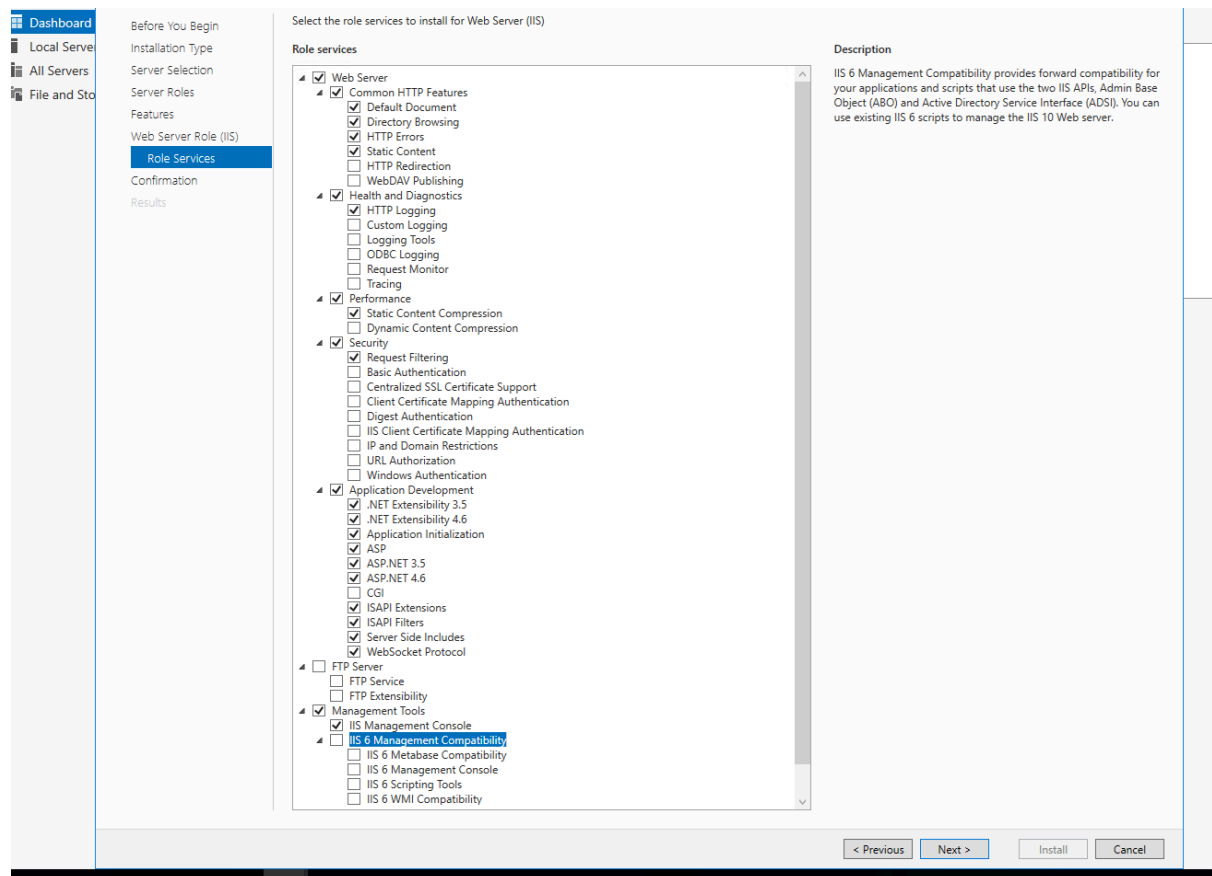 Dashboard
Local Serve
All Servers
File and Sto
Before You Begin
Installation Type
Server Selection
Server Roles
Features
Web Server Role (IIS)
Role Services
Confirmation
Results
Select the role services to install for Web Server (IIS)
Role services
Web Server
Common HTTP Features
Default Document
Directory Browsing
HTTP Errors
Static Content
HTTP Redirection
WebDAV Publishing
Health and Diagnostics
HTTP Logging
Custom Logging
Logging Tools
ODBC Logging
Request Monitor
Tracing
Performance
Static Content Compression
Dynamic Content Compression
Security
Request Filtering
Basic Authentication
Centralized SSL Certificate Support
Client Certificate Mapping Authentication
Digest Authentication
IIS Client Certificate Mapping Authentication
IP and Domain Restrictions
URL Authorization
Windows Authentication
Application Development
.NET Extensibility 3.5
.NET Extensibility 4.6
Application Initialization
ASP
ASP.NET 3.5
ASP.NET 4.6
CGI
ISAPI Extensions
ISAPI Filters
Server Side Includes
WebSocket Protocol
FTP Server
FTP Service
FTP Extensibility
Management Tools
IIS Management Console
IIS 6 Management Compatibility
IIS 6 Metabase Compatibility
IIS 6 Management Console
IIS 6 Scripting Tools
IIS 6 WMI Compatibility
Description
IIS 6 Management Compatibility provides forward compatibility for
your applications and scripts that use the two IIS APIs, Admin Base
Object (ABO) and Active Directory Service Interface (ADSI). You can
use existing IIS 6 scripts to manage the IIS 10 Web server.
< Previous
Next >
Install
Cancel